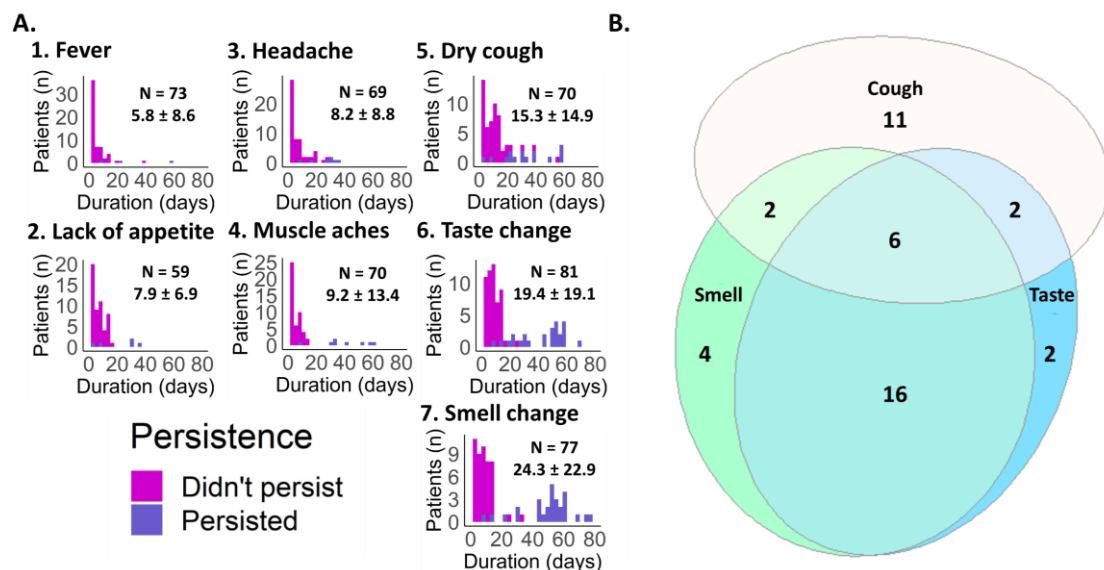 A.
1. Fever
Patients (n)
30
20
10
0
N = 73
5.8 ± 8.6
0 20 40 60 80
Duration (days)
3. Headache
Patients (n)
20
10
0
N = 69
8.2 ± 8.8
0 20 40 60 80
Duration (days)
5. Dry cough
Patients (n)
10
5
0
N = 70
15.3 ± 14.9
0 20 40 60 80
Duration (days)
2. Lack of appetite
Patients (n)
20
15
10
5
0
N = 59
7.9 ± 6.9
0 20 40 60 80
Duration (days)
4. Muscle aches
Patients (n)
25
20
15
10
5
0
N = 70
9.2 ± 13.4
0 20 40 60 80
Duration (days)
6. Taste change
Patients (n)
10
5
0
N = 81
19.4 ± 19.1
0 20 40 60 80
Duration (days)
7. Smell change
Patients (n)
9
6
3
0
N = 77
24.3 ± 22.9
0 20 40 60 80
Duration (days)
Persistence
Didn't persist
Persisted
B.
Cough
11
2
2
6
Smell
Taste
4
2
16